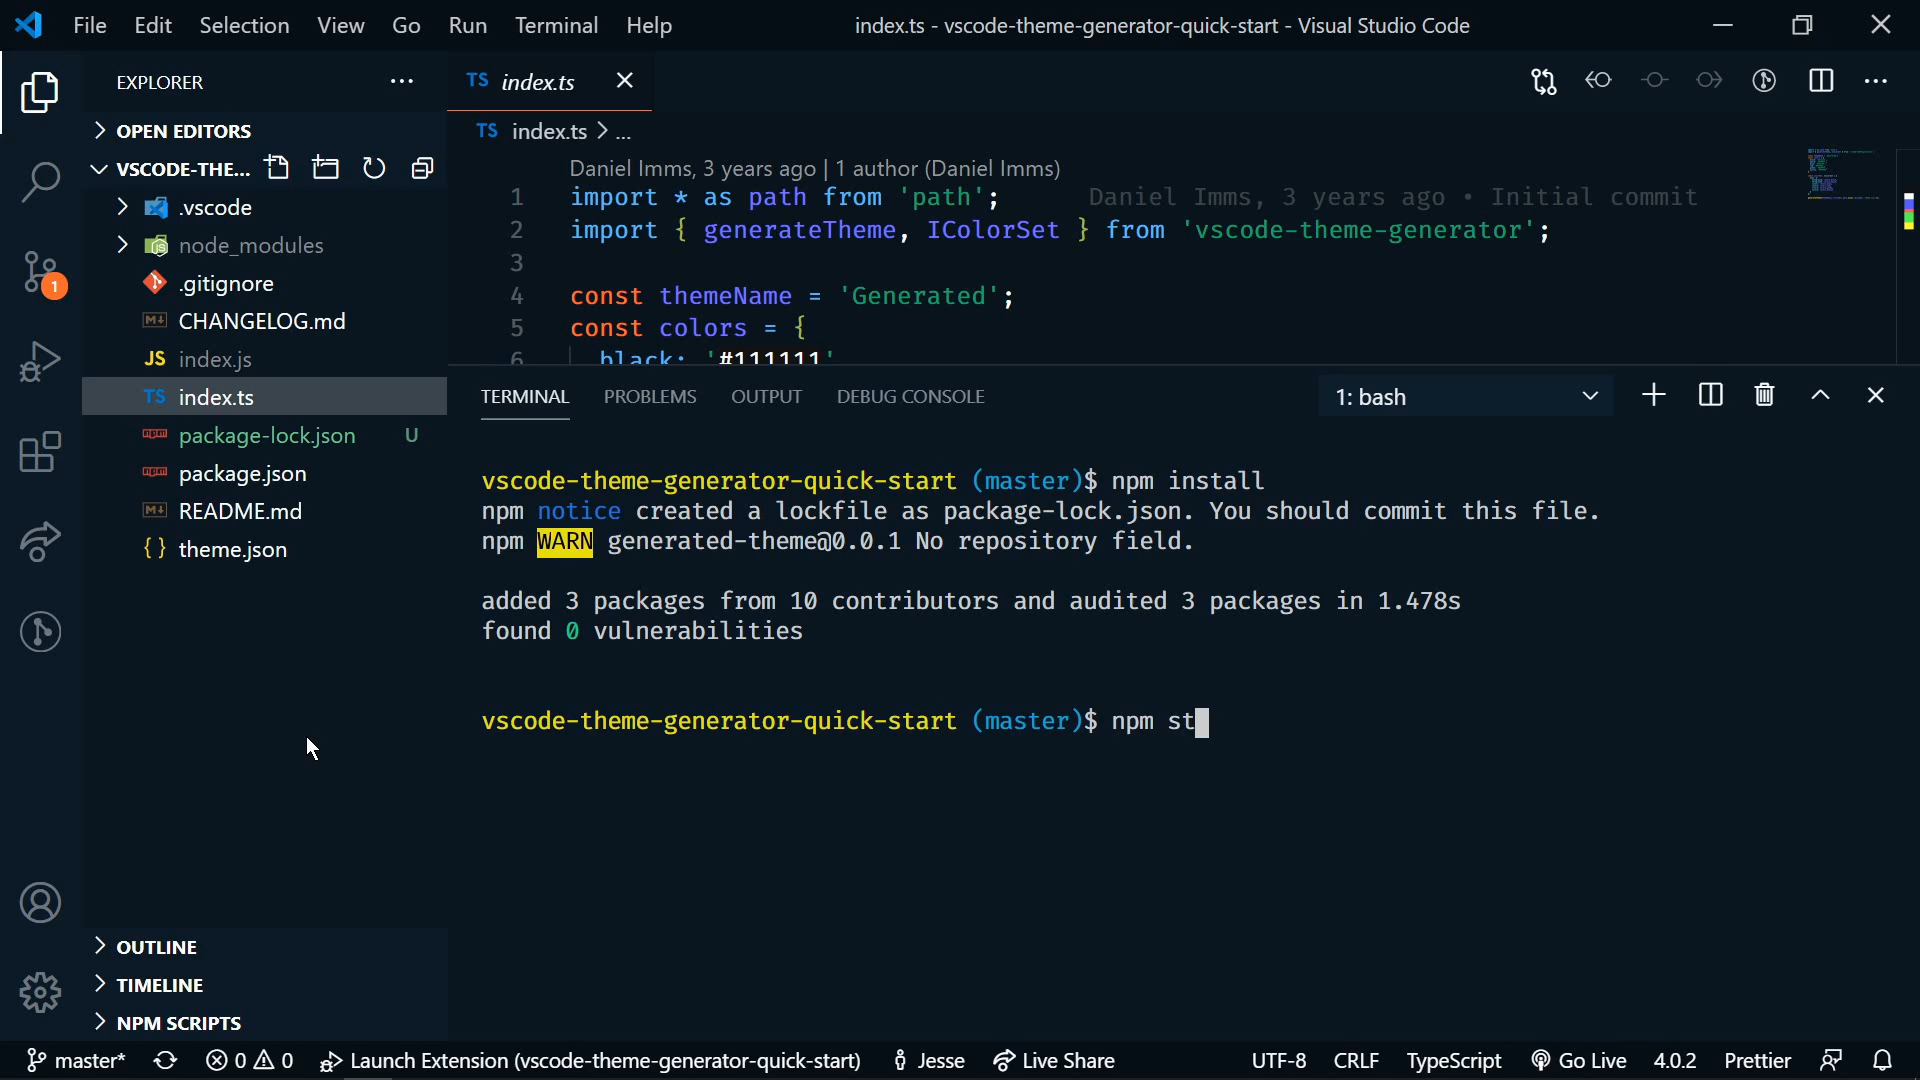 File Edit Selection View Go Run Terminal Help
index.ts - vscode-theme-generator-quick-start - Visual Studio Code
EXPLORER
OPEN EDITORS
VSCODE-THE...
.vscode
node_modules
.gitignore
M↓ CHANGELOG.md
JS index.js
TS index.ts
npm package-lock.json U
npm package.json
M↓ README.md
{ } theme.json
OUTLINE
TIMELINE
NPM SCRIPTS
1
TS index.ts
TS index.ts > ...
Daniel Imms, 3 years ago | 1 author (Daniel Imms)
1 import * as path from 'path'; Daniel Imms, 3 years ago • Initial commit
2 import { generateTheme, IColorSet } from 'vscode-theme-generator';
3
4 const themeName = 'Generated';
5 const colors = {
6 black: '#111111'
TERMINAL PROBLEMS OUTPUT DEBUG CONSOLE
1: bash
vscode-theme-generator-quick-start (master)$ npm install
npm notice created a lockfile as package-lock.json. You should commit this file.
npm WARN generated-theme@0.0.1 No repository field.
added 3 packages from 10 contributors and audited 3 packages in 1.478s
found 0 vulnerabilities
vscode-theme-generator-quick-start (master)$ npm st
master* 0 0 Launch Extension (vscode-theme-generator-quick-start) Jesse Live Share UTF-8 CRLF TypeScript Go Live 4.0.2 Prettier